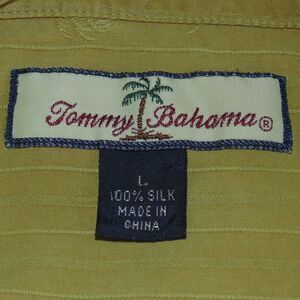 Tommy Bahama®
L
100% SILK
MADE IN
CHINA